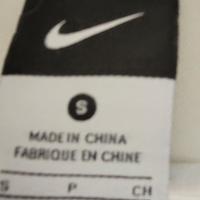 S
MADE IN CHINA
FABRIQUE EN CHINE
S P CH